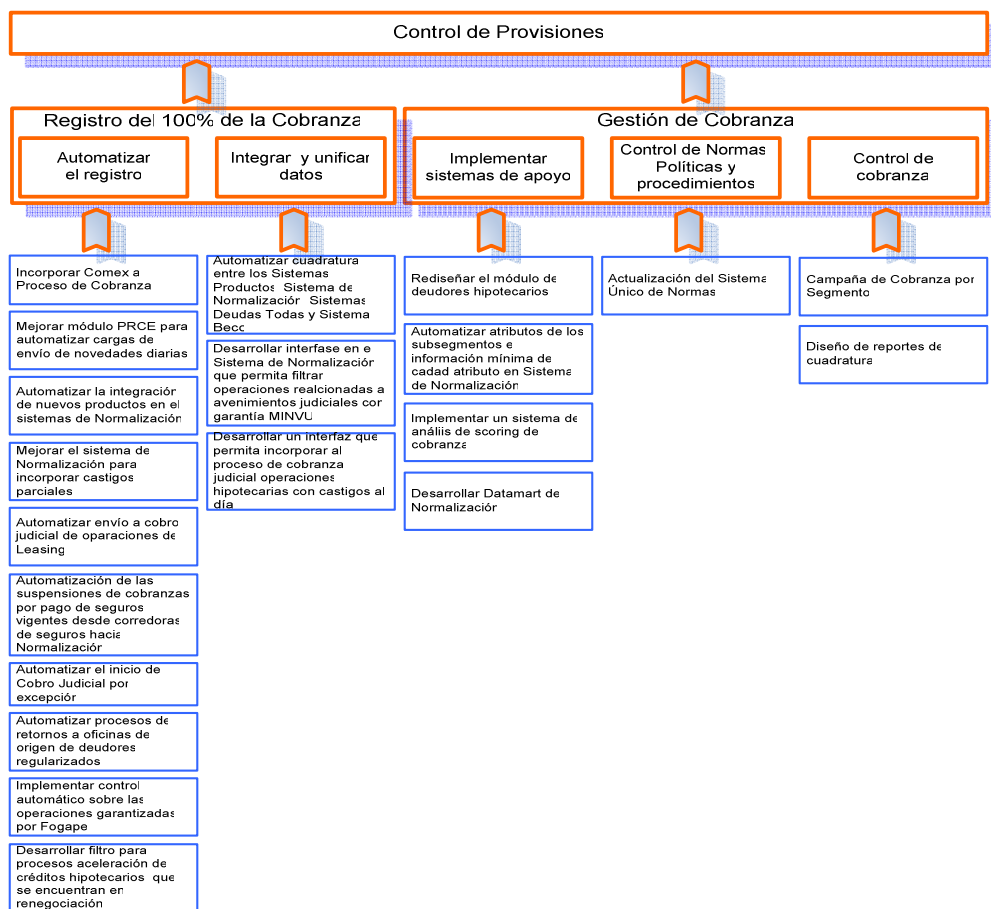 Control de Provisiones
Registro del 100% de la Cobranza
Automatizar
el registro
Integrar y unificar
datos
Gestión de Cobranza
Implementar
sistemas de apoyo
Control de Normas
Políticas y
procedimientos
Control de
cobranza
Incorporar Comex a
Proceso de Cobranza
Mejorar módulo PRCE para
automatizar cargas de
envío de novedades diarias
Automatizar la integración
de nuevos productos en el
sistemas de Normalización
Mejorar el sistema de
Normalización para
incorporar castigos
parciales
Automatizar envío a cobro
judicial de oparaciones de
Leasing
Automatización de las
suspensiones de cobranzas
por pago de seguros
vigentes desde corredoras
de seguros hacia
Normalización
Automatizar el inicio de
Cobro Judicial por
excepción
Automatizar procesos de
retornos a oficinas de
origen de deudores
regularizados
Implementar control
automático sobre las
operaciones garantizadas
por Fogape
Desarrollar filtro para
procesos aceleración de
créditos hipotecarios que
se encuentran en
renegociación
Automatizar cuadratura
entre los Sistemas
Productos Sistema de
Normalización Sistemas
Deudas Todas y Sistema
Desarrollar interfase en e
Sistema de Normalización
que permita filtrar
operaciones realcionadas a
avenimientos judiciales con
garantía MINVU
Desarrollar un interfaz que
permita incorporar al
proceso de cobranza
judicial operaciones
hipotecarias con castigos al
día
Rediseñar el módulo de
deudores hipotecarios
Automatizar atributos de los
subsegmentos e
información mínima de
cadad atributo en Sistema
de Normalización
Implementar un sistema de
análiis de scoring de
cobranza
Desarrollar Datamart de
Normalización
Actualización del Sistema
Único de Normas
Campaña de Cobranza por
Segmento
Diseño de reportes de
cuadratura